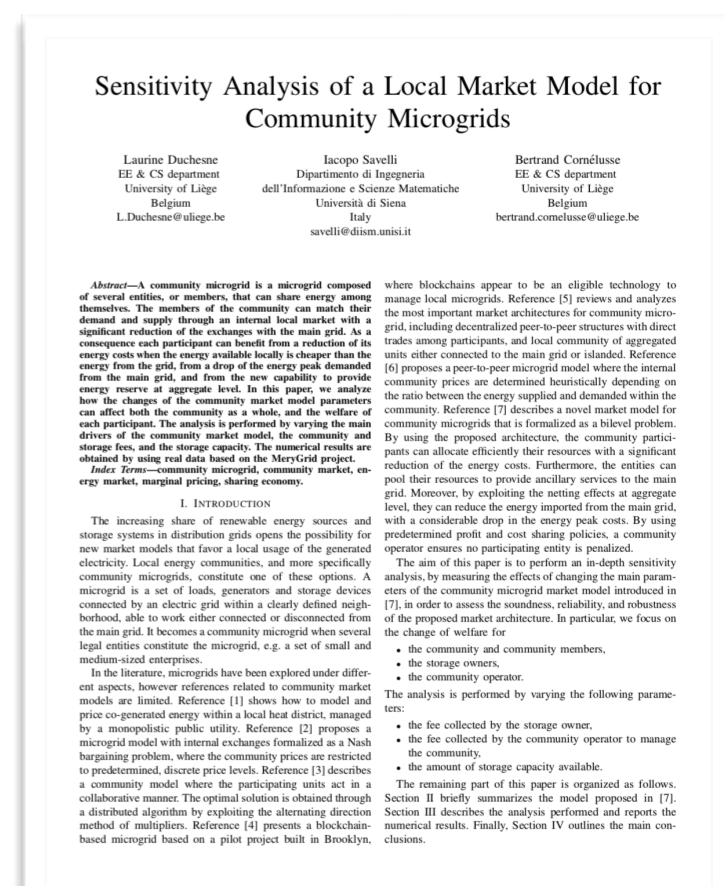 Sensitivity Analysis of a Local Market Model for
Community Microgrids
Laurine Duchesne
EE & CS department
University of Liège
Belgium
L.Duchesne@uliege.be
Iacopo Savelli
Dipartimento di Ingegneria
dell'Informazione e Scienze Matematiche
Università di Siena
Italy
savelli@diism.unisi.it
Bertrand Cornélusse
EE & CS department
University of Liège
Belgium
bertrand.cornelusse@uliege.be
Abstract—A community microgrid is a microgrid composed
of several entities, or members, that can share energy among
themselves. The members of the community can match their
demand and supply through an internal local market with a
significant reduction of the exchanges with the main grid. As a
consequence each participant can benefit from a reduction of its
energy costs when the energy available locally is cheaper than the
energy from the grid, from a drop of the energy peak demanded
from the main grid, and from the new capability to provide
energy reserve at aggregate level. In this paper, we analyze
how the changes of the community market model parameters
can affect both the community as a whole, and the welfare of
each participant. The analysis is performed by varying the main
drivers of the community market model, the community and
storage fees, and the storage capacity. The numerical results are
obtained by using real data based on the MeryGrid project.
Index Terms—community microgrid, community market, en-
ergy market, marginal pricing, sharing economy.
I. INTRODUCTION
The increasing share of renewable energy sources and
storage systems in distribution grids opens the possibility for
new market models that favor a local usage of the generated
electricity. Local energy communities, and more specifically
community microgrids, constitute one of these options. A
microgrid is a set of loads, generators and storage devices
connected by an electric grid within a clearly defined neigh-
borhood, able to work either connected or disconnected from
the main grid. It becomes a community microgrid when several
legal entities constitute the microgrid, e.g. a set of small and
medium-sized enterprises.
In the literature, microgrids have been explored under differ-
ent aspects, however references related to community market
models are limited. Reference [1] shows how to model and
price co-generated energy within a local heat district, managed
by a monopolistic public utility. Reference [2] proposes a
microgrid model with internal exchanges formalized as a Nash
bargaining problem, where the community prices are restricted
to predetermined, discrete price levels. Reference [3] describes
a community model where the participating units act in a
collaborative manner. The optimal solution is obtained through
a distributed algorithm by exploiting the alternating direction
method of multipliers. Reference [4] presents a blockchain-
based microgrid based on a pilot project built in Brooklyn,
where blockchains appear to be an eligible technology to
manage local microgrids. Reference [5] reviews and analyzes
the most important market architectures for community micro-
grid, including decentralized peer-to-peer structures with direct
trades among participants, and local community of aggregated
units either connected to the main grid or islanded. Reference
[6] proposes a peer-to-peer microgrid model where the internal
community prices are determined heuristically depending on
the ratio between the energy supplied and demanded within the
community. Reference [7] describes a novel market model for
community microgrids that is formalized as a bilevel problem.
By using the proposed architecture, the community partici-
pants can allocate efficiently their resources with a significant
reduction of the energy costs. Furthermore, the entities can
pool their resources to provide ancillary services to the main
grid. Moreover, by exploiting the netting effects at aggregate
level, they can reduce the energy imported from the main grid,
with a considerable drop in the energy peak costs. By using
predetermined profit and cost sharing policies, a community
operator ensures no participating entity is penalized.
The aim of this paper is to perform an in-depth sensitivity
analysis, by measuring the effects of changing the main param-
eters of the community microgrid market model introduced in
[7], in order to assess the soundness, reliability, and robustness
of the proposed market architecture. In particular, we focus on
the change of welfare for
• the community and community members,
• the storage owners,
• the community operator.
The analysis is performed by varying the following parame-
ters:
• the fee collected by the storage owner,
• the fee collected by the community operator to manage
the community,
• the amount of storage capacity available.
The remaining part of this paper is organized as follows.
Section II briefly summarizes the model proposed in [7].
Section III describes the analysis performed and reports the
numerical results. Finally, Section IV outlines the main con-
clusions.